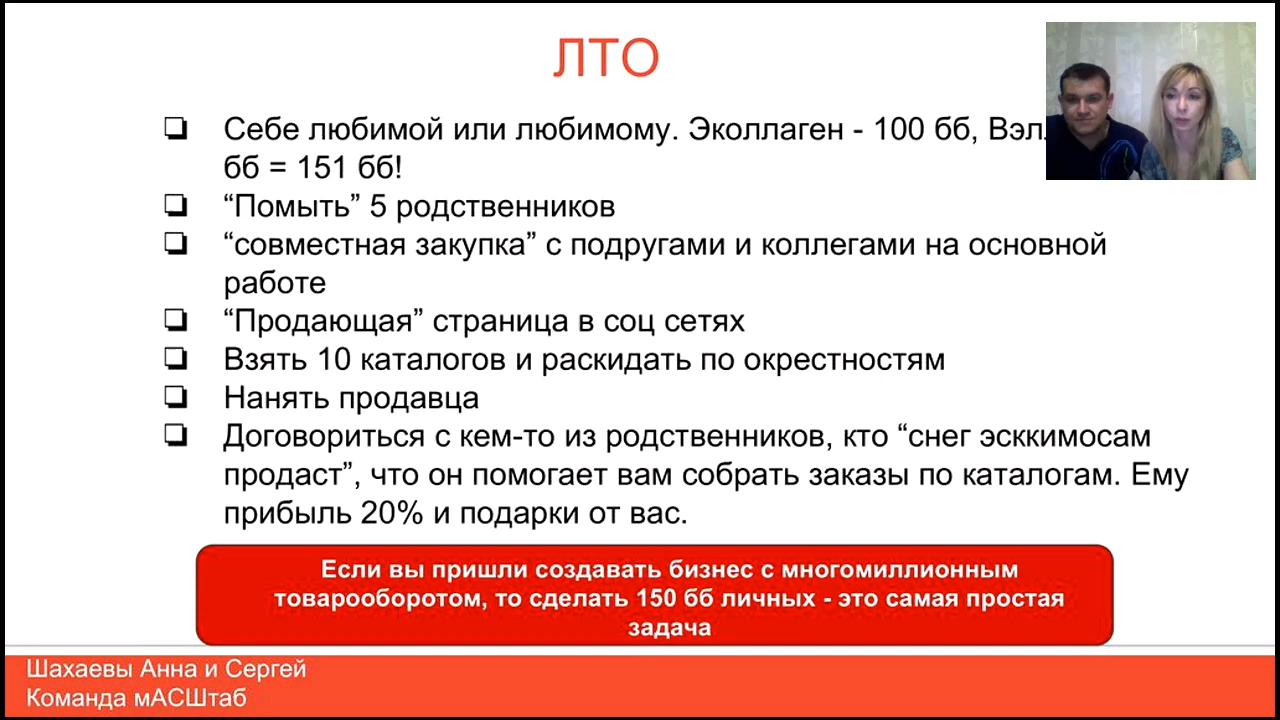 ЛТО
❏ Себе любимой или любимому. Эколлаген - 100 бб,
бб = 151 бб!
❏ “Помыть” 5 родственников
❏ “совместная закупка” с подругами и коллегами на основной
работе
❏ “Продающая” страница в соц сетях
❏ Взять 10 каталогов и раскидать по окрестностям
❏ Нанять продавца
❏ Договориться с кем-то из родственников, кто “снег эсккимосам
продаст”, что он помогает вам собрать заказы по каталогам. Ему
прибыль 20% и подарки от вас.
Если вы пришли создавать бизнес с многомиллионным
товарооборотом, то сделать 150 бб личных - это самая простая
задача
Шахаевы Анна и Сергей
Команда мАСШтаб